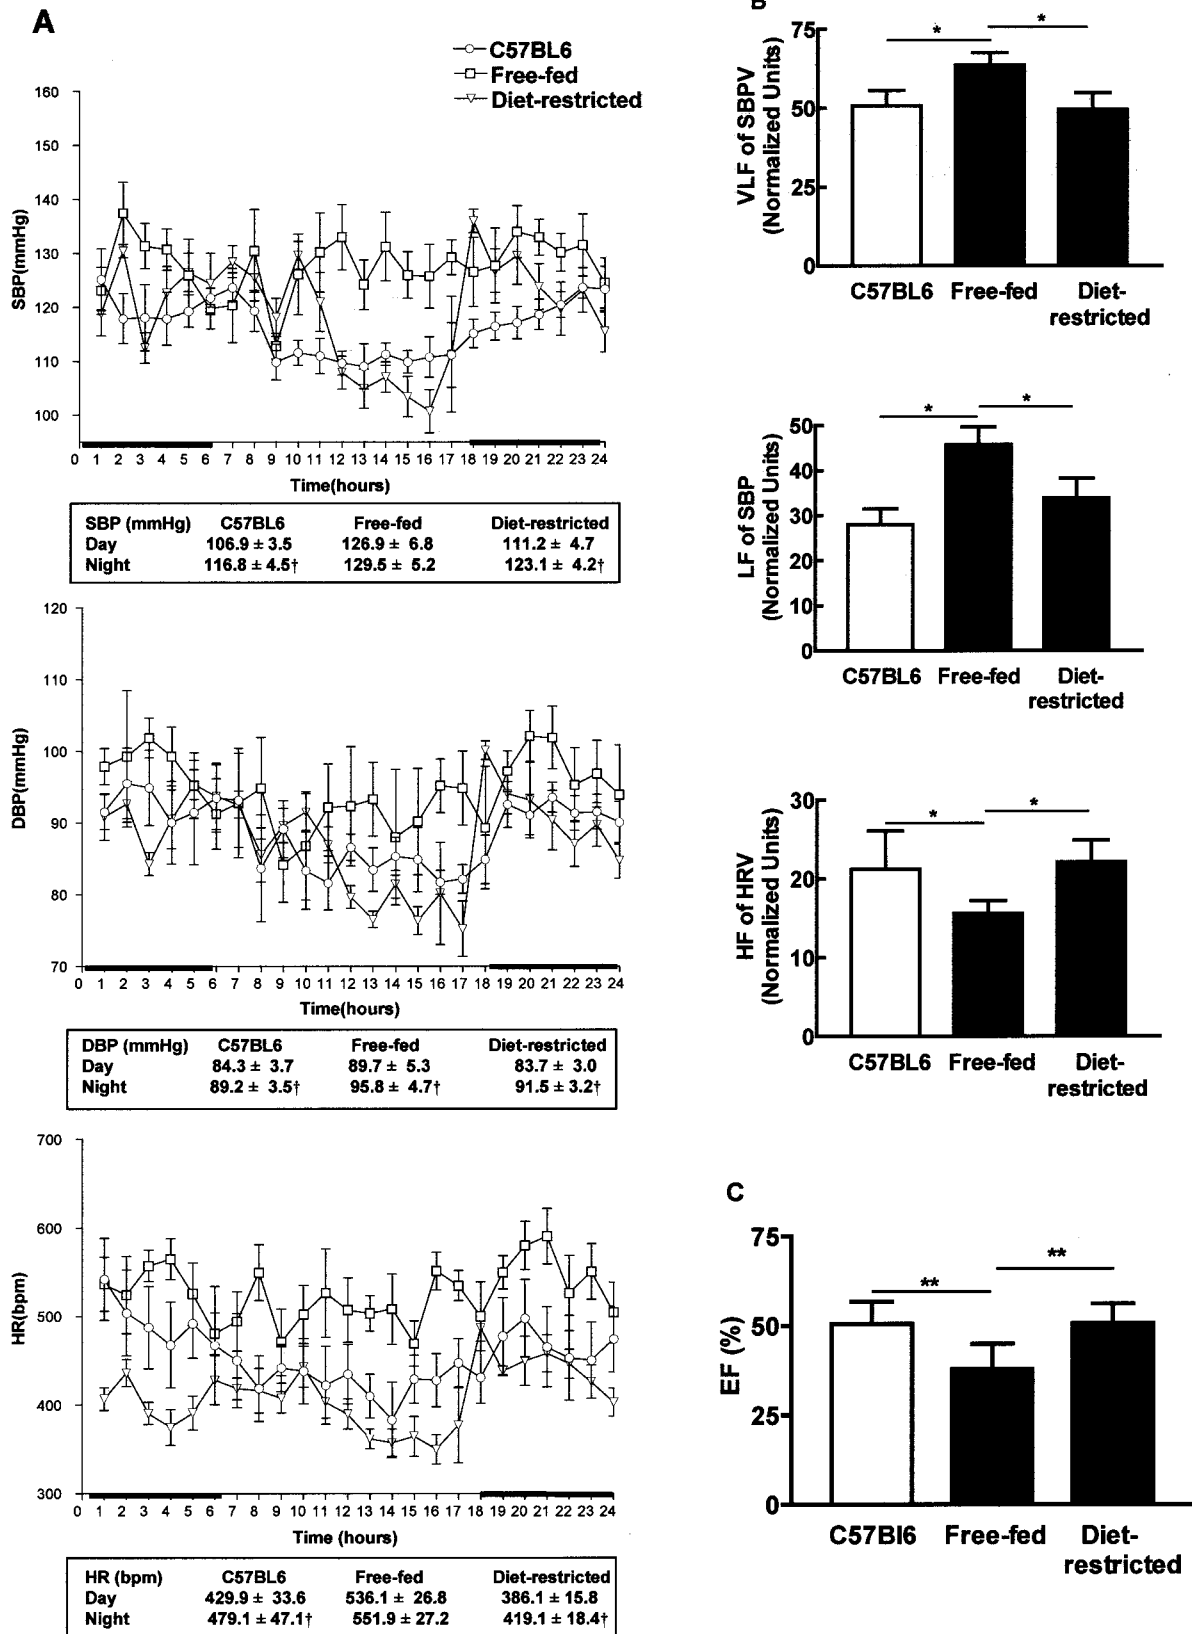 A
C57BL6
Free-fed
Diet-restricted
160
150
140
130
120
110
100
SBP(mmHg)
0 1 2 3 4 5 6 7 8 9 10 11 12 13 14 15 16 17 18 19 20 21 22 23 24
Time(hours)
SBP (mmHg) C57BL6 Free-fed Diet-restricted
Day 106.9 ± 3.5 126.9 ± 6.8 111.2 ± 4.7
Night 116.8 ± 4.5† 129.5 ± 5.2 123.1 ± 4.2†
120
110
100
90
80
70
DBP(mmHg)
0 1 2 3 4 5 6 7 8 9 10 11 12 13 14 15 16 17 18 19 20 21 22 23 24
Time(hours)
DBP (mmHg) C57BL6 Free-fed Diet-restricted
Day 84.3 ± 3.7 89.7 ± 5.3 83.7 ± 3.0
Night 89.2 ± 3.5† 95.8 ± 4.7† 91.5 ± 3.2†
700
600
500
400
300
HR(bpm)
0 1 2 3 4 5 6 7 8 9 10 11 12 13 14 15 16 17 18 19 20 21 22 23 24
Time (hours)
HR (bpm) C57BL6 Free-fed Diet-restricted
Day 429.9 ± 33.6 536.1 ± 26.8 386.1 ± 15.8
Night 479.1 ± 47.1† 551.9 ± 27.2 419.1 ± 18.4†
B
VLF of SBPV
(Normalized Units)
75
50
25
0
* *
C57BL6 Free-fed Diet-
restricted
LF of SBP
(Normalized Units)
50
40
30
20
10
0
* *
C57BL6 Free-fed Diet-
restricted
HF of HRV
(Normalized Units)
30
20
10
0
* *
C57BL6 Free-fed Diet-
restricted
C
EF (%)
75
50
25
0
** **
C57Bl6 Free-fed Diet-
restricted